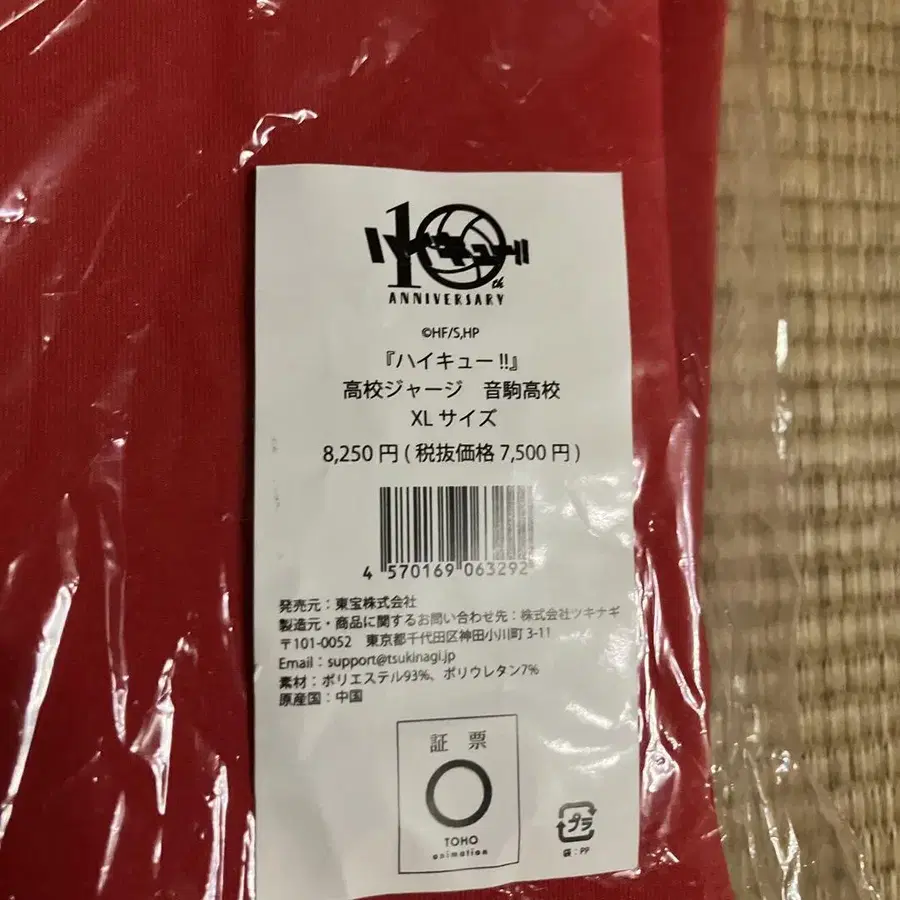 10th
ハイキュー!!
ANNIVERSARY
©HF/S,HP
『ハイキュー!!』
高校ジャージ 音駒高校
XL サイズ
8,250 円 ( 税抜価格 7,500 円 )
4 570169 063292
発売元：東宝株式会社
製造元・商品に関するお問い合わせ先：株式会社ツキナギ
〒101-0052 東京都千代田区神田小川町 3-11
Email：support@tsukinagi.jp
素材：ポリエステル93%、ポリウレタン7%
原産国：中国
証 票
TOHO
animation
プラ
袋：PP